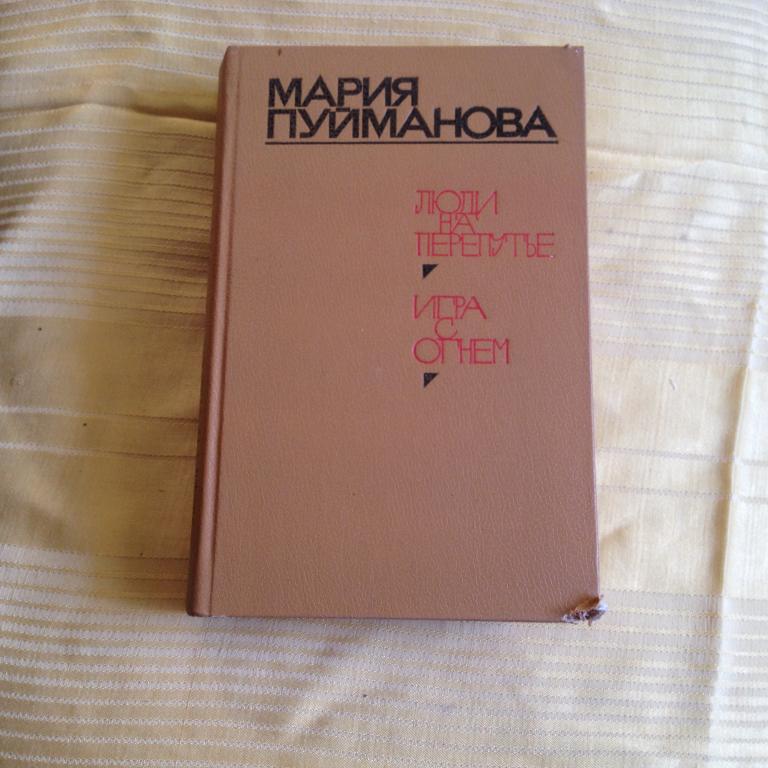 МАРИЯ
ПУЙМАНОВА
ЛЮДИ
НА
ПЕРЕПУТЬЕ
ИГРА
С
ОГНЕМ